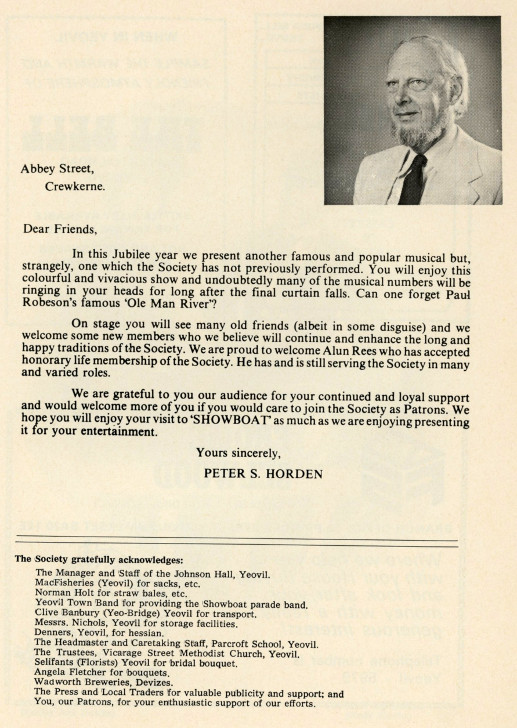 Abbey Street,
Crewkerne.
Dear Friends,
In this Jubilee year we present another famous and popular musical but,
strangely, one which the Society has not previously performed. You will enjoy this
colourful and vivacious show and undoubtedly many of the musical numbers will be
ringing in your heads for long after the final curtain falls. Can one forget Paul
Robeson's famous 'Ole Man River'?
On stage you will see many old friends (albeit in some disguise) and we
welcome some new members who we believe will continue and enhance the long and
happy traditions of the Society. We are proud to welcome Alun Rees who has accepted
honorary life membership of the Society. He has and is still serving the Society in many
and varied roles.
We are grateful to you our audience for your continued and loyal support
and would welcome more of you if you would care to join the Society as Patrons. We
hope you will enjoy your visit to 'SHOWBOAT' as much as we are enjoying presenting
it for your entertainment.
Yours sincerely,
PETER S. HORDEN
The Society gratefully acknowledges:
The Manager and Staff of the Johnson Hall, Yeovil.
MacFisheries (Yeovil) for sacks, etc.
Norman Holt for straw bales, etc.
Yeovil Town Band for providing the Showboat parade band.
Clive Banbury (Yeo-Bridge) Yeovil for transport.
Messrs. Nichols, Yeovil for storage facilities.
Denners, Yeovil, for hessian.
The Headmaster and Caretaking Staff, Parcroft School, Yeovil.
The Trustees, Vicarage Street Methodist Church, Yeovil.
Selifants (Florists) Yeovil for bridal bouquet.
Angela Fletcher for bouquets.
Wadworth Breweries, Devizes.
The Press and Local Traders for valuable publicity and support; and
You, our Patrons, for your enthusiastic support of our efforts.